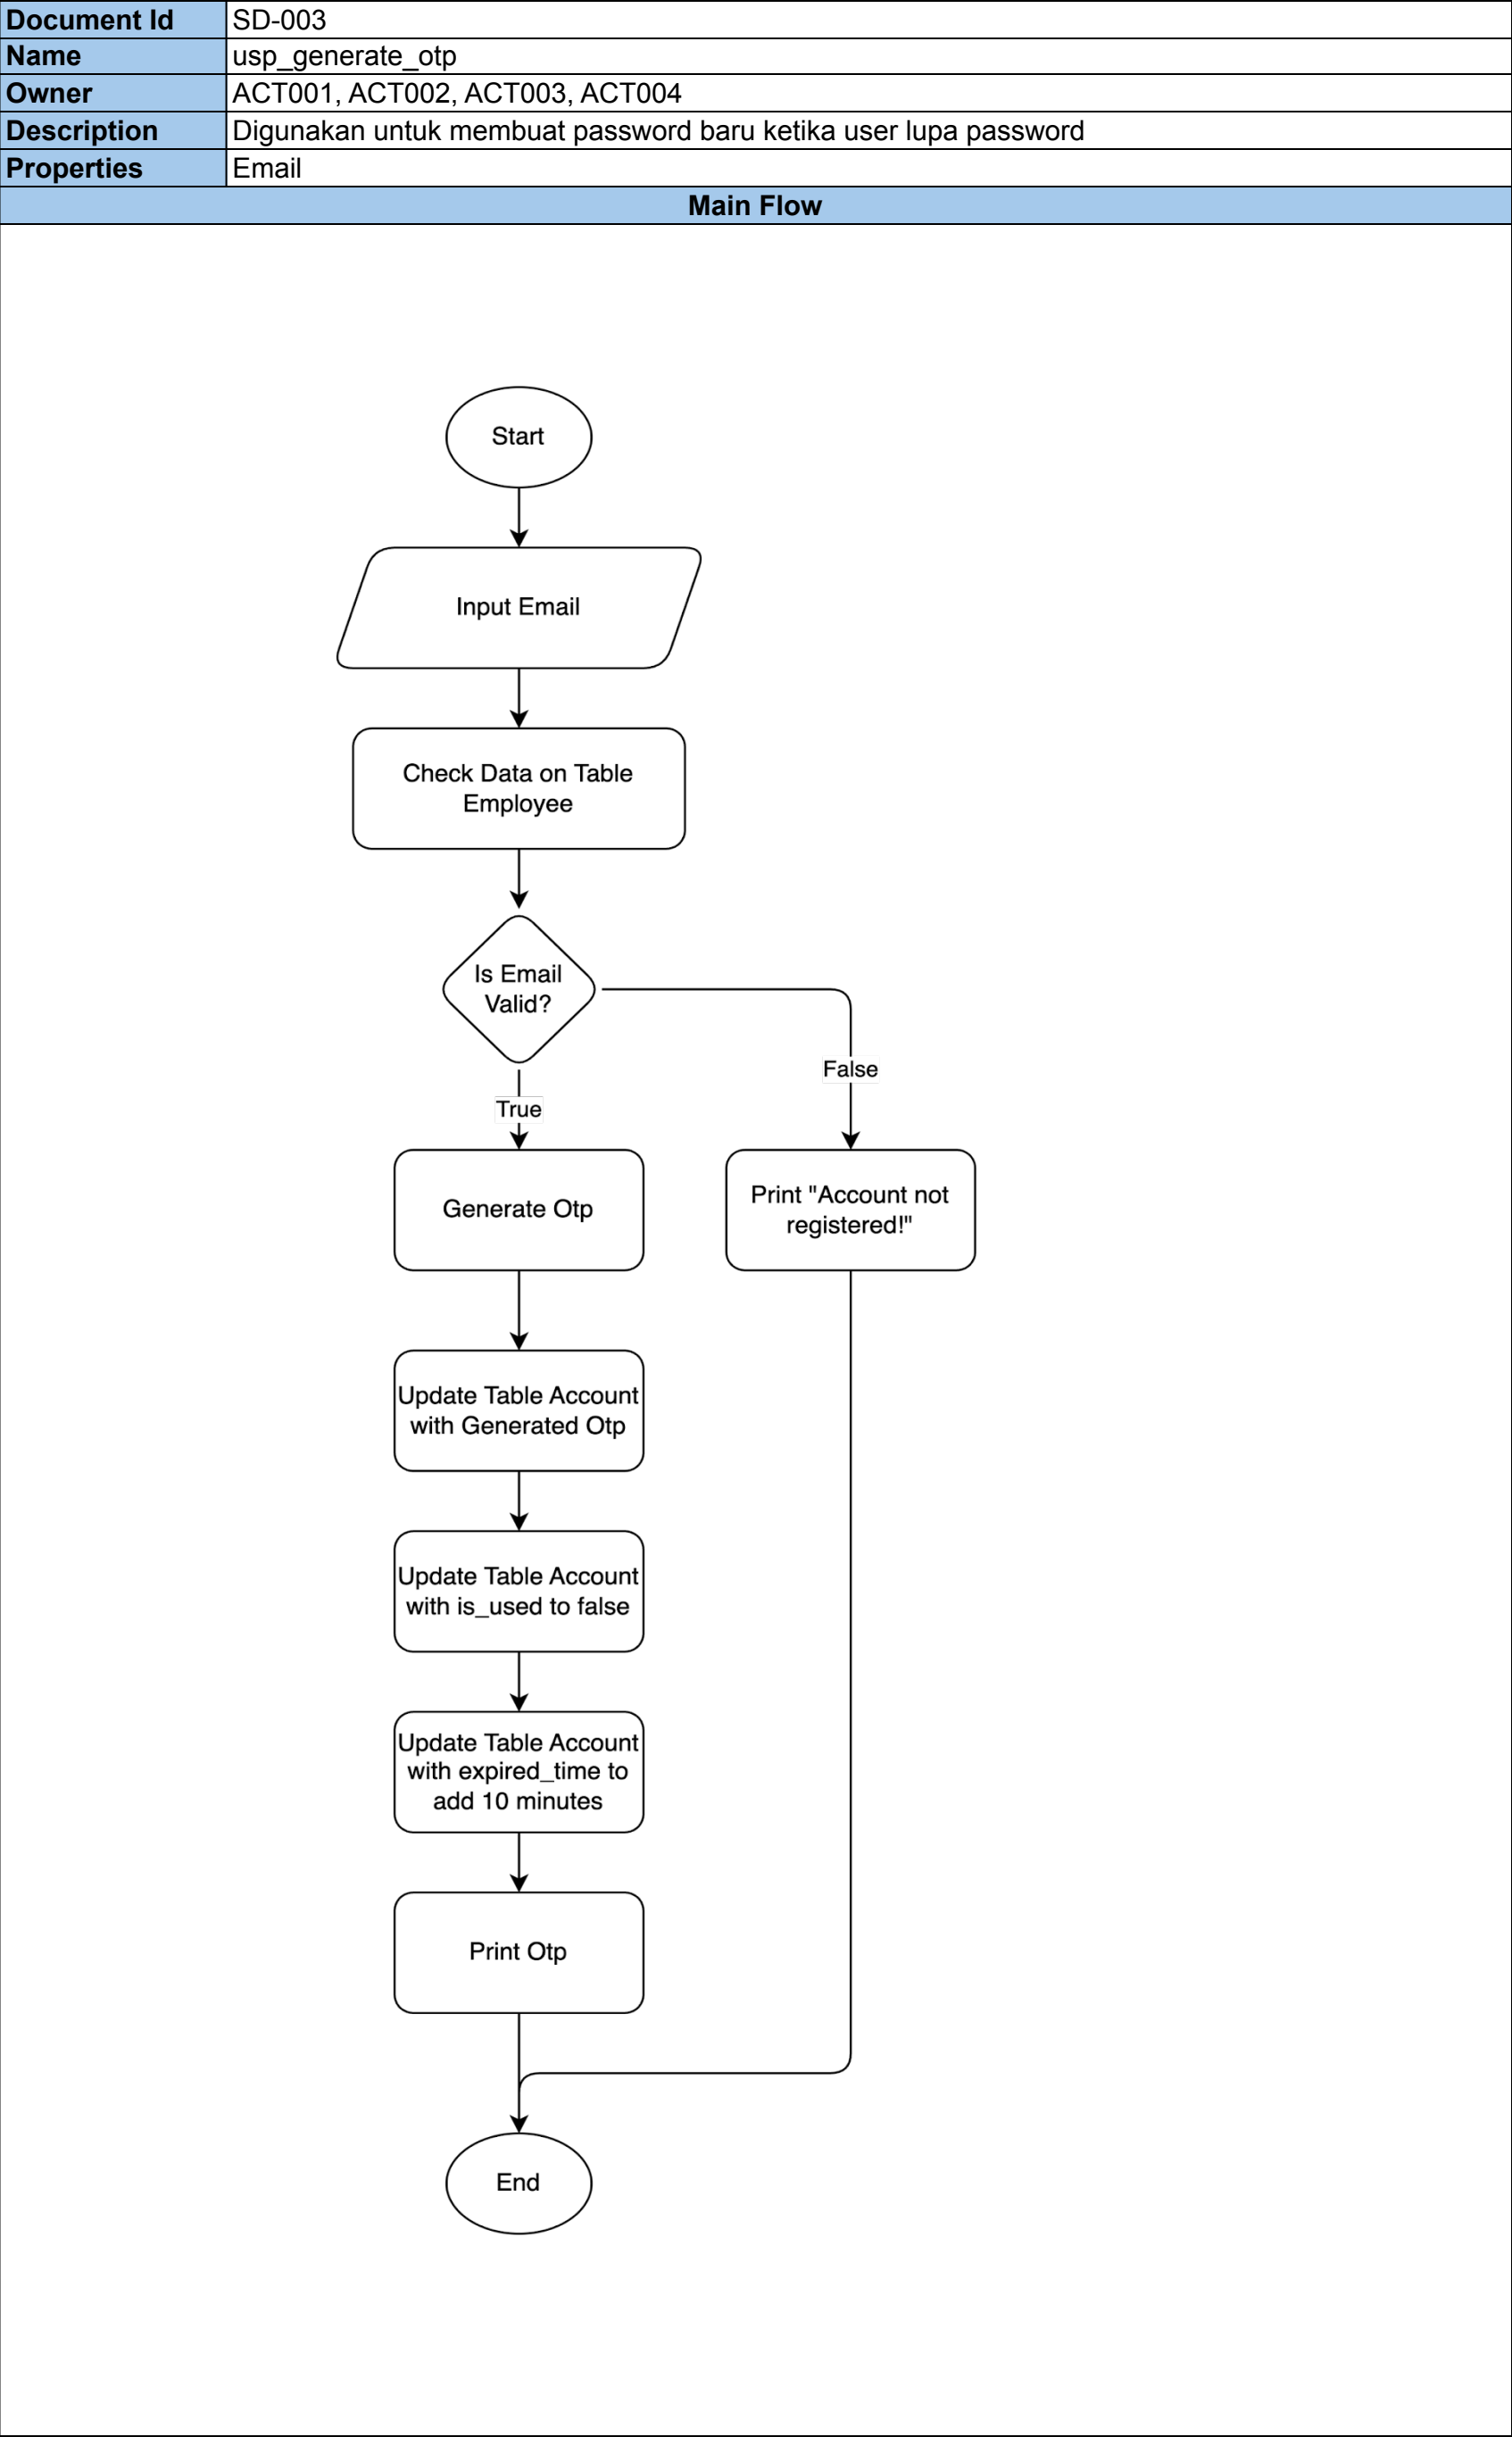 Document Id SD-003
Name usp_generate_otp
Owner ACT001, ACT002, ACT003, ACT004
Description Digunakan untuk membuat password baru ketika user lupa password
Properties Email
Main Flow
Start
Input Email
Check Data on Table
Employee
Is Email
Valid?
False
True
Generate Otp
Print "Account not
registered!"
Update Table Account
with Generated Otp
Update Table Account
with is_used to false
Update Table Account
with expired_time to
add 10 minutes
Print Otp
End